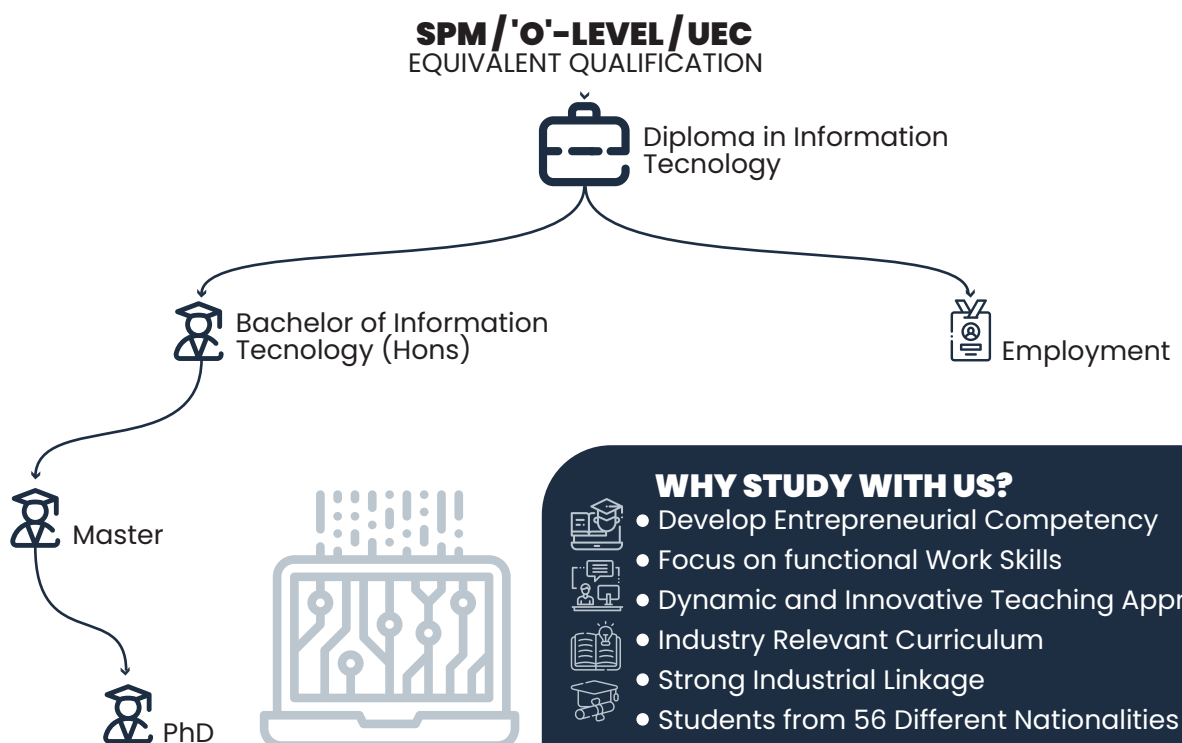 SPM / 'O'-LEVEL / UEC
EQUIVALENT QUALIFICATION
Diploma in Information
Tecnology
Bachelor of Information
Tecnology (Hons)
Employment
Master
PhD
WHY STUDY WITH US?
• Develop Entrepreneurial Competency
• Focus on functional Work Skills
• Dynamic and Innovative Teaching Appr
• Industry Relevant Curriculum
• Strong Industrial Linkage
• Students from 56 Different Nationalities